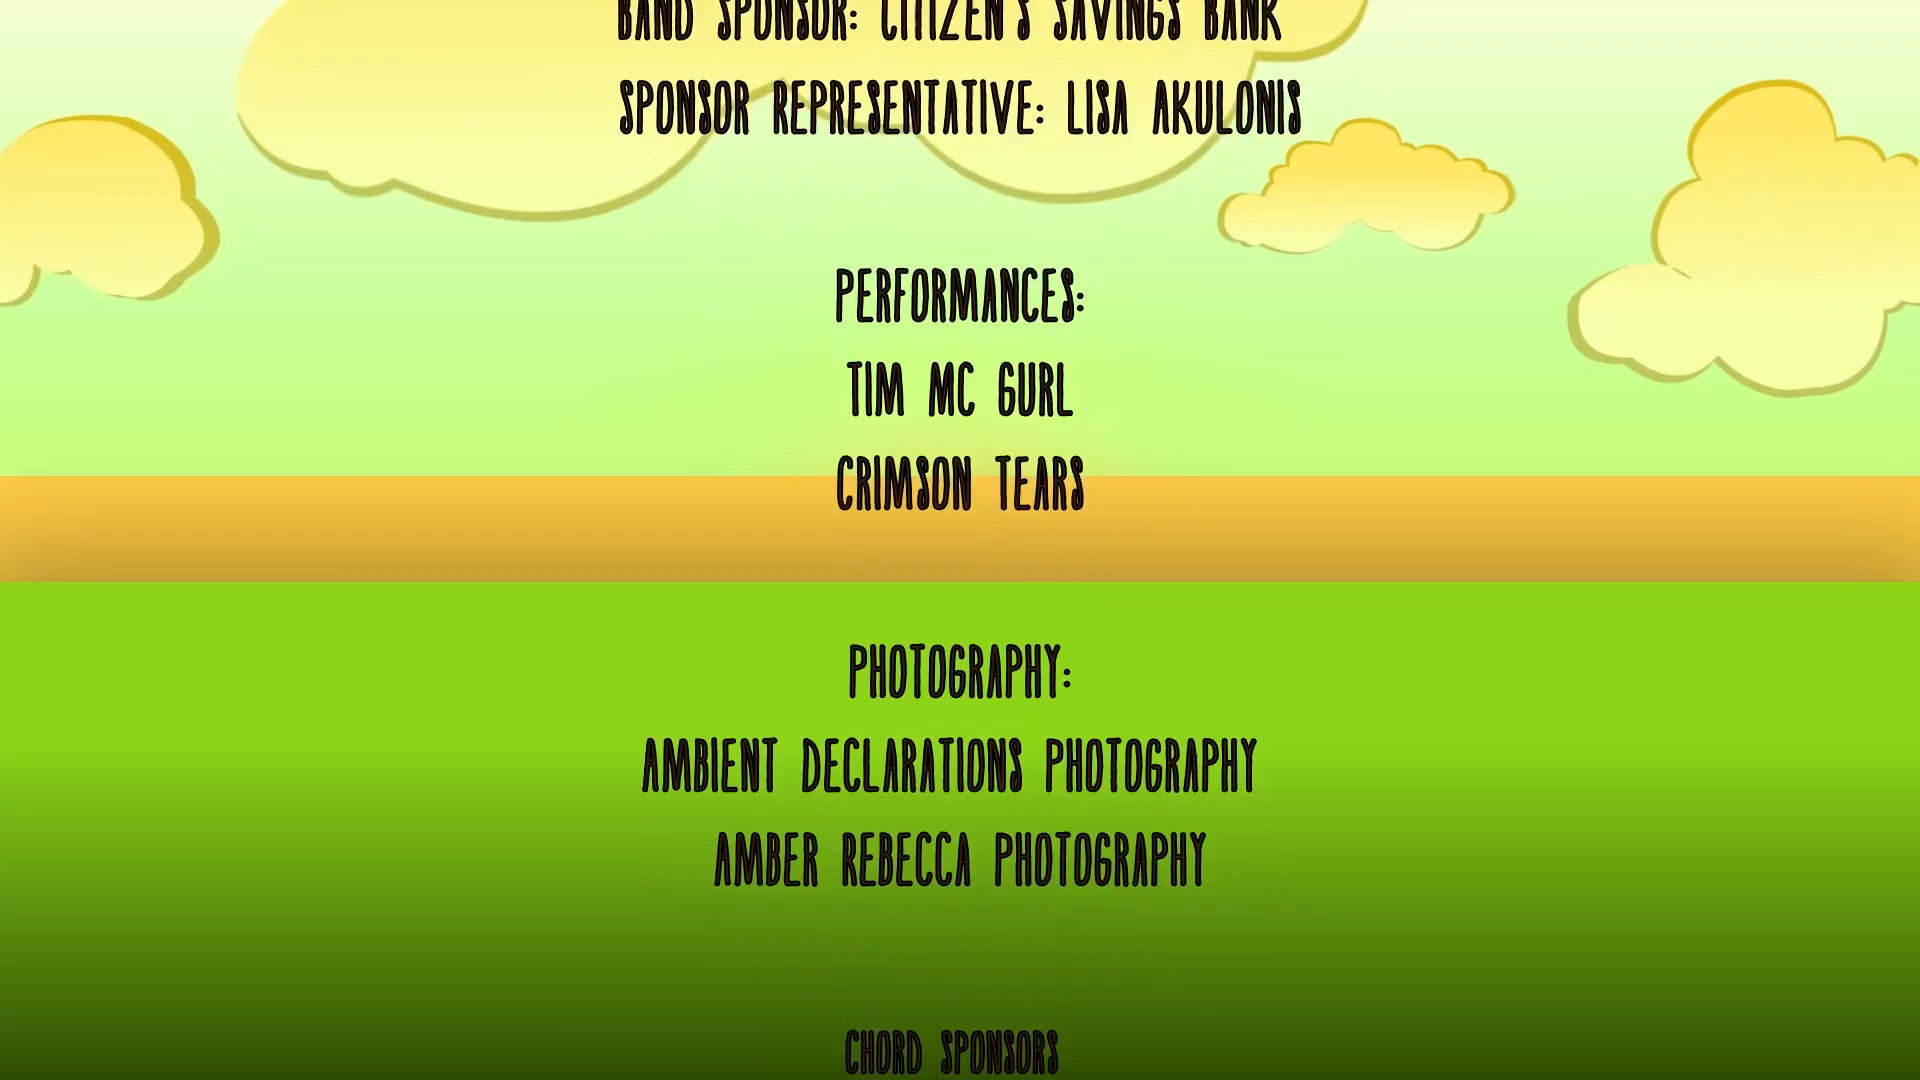 BAND SPONSOR: CITIZEN'S SAVINGS BANK
SPONSOR REPRESENTATIVE: LISA AKULONIS
PERFORMANCES:
TIM MC GURL
CRIMSON TEARS
PHOTOGRAPHY:
AMBIENT DECLARATIONS PHOTOGRAPHY
AMBER REBECCA PHOTOGRAPHY
CHORD SPONSORS